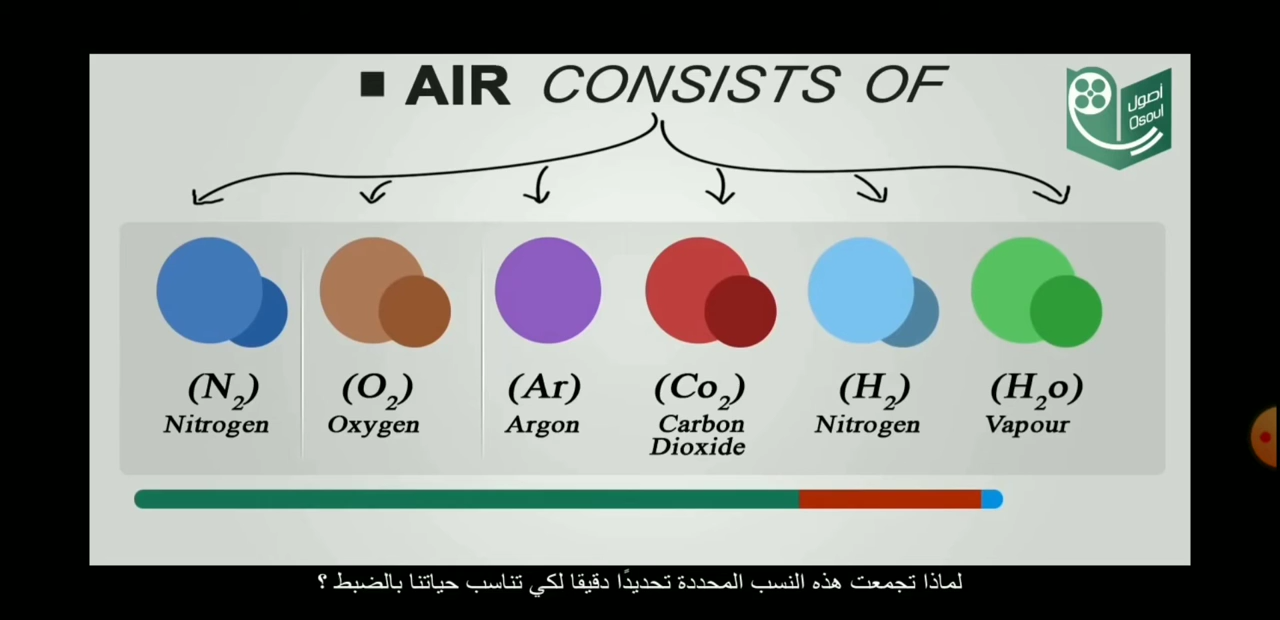 ▪ AIR CONSISTS OF
أصول
Osoul
(N₂)
Nitrogen
(O₂)
Oxygen
(Ar)
Argon
(Co₂)
Carbon
Dioxide
(H₂)
Nitrogen
(H₂o)
Vapour
لماذا تجمعت هذه النسب المحددة تحديدًا دقيقا لكي تناسب حياتنا بالضبط ؟